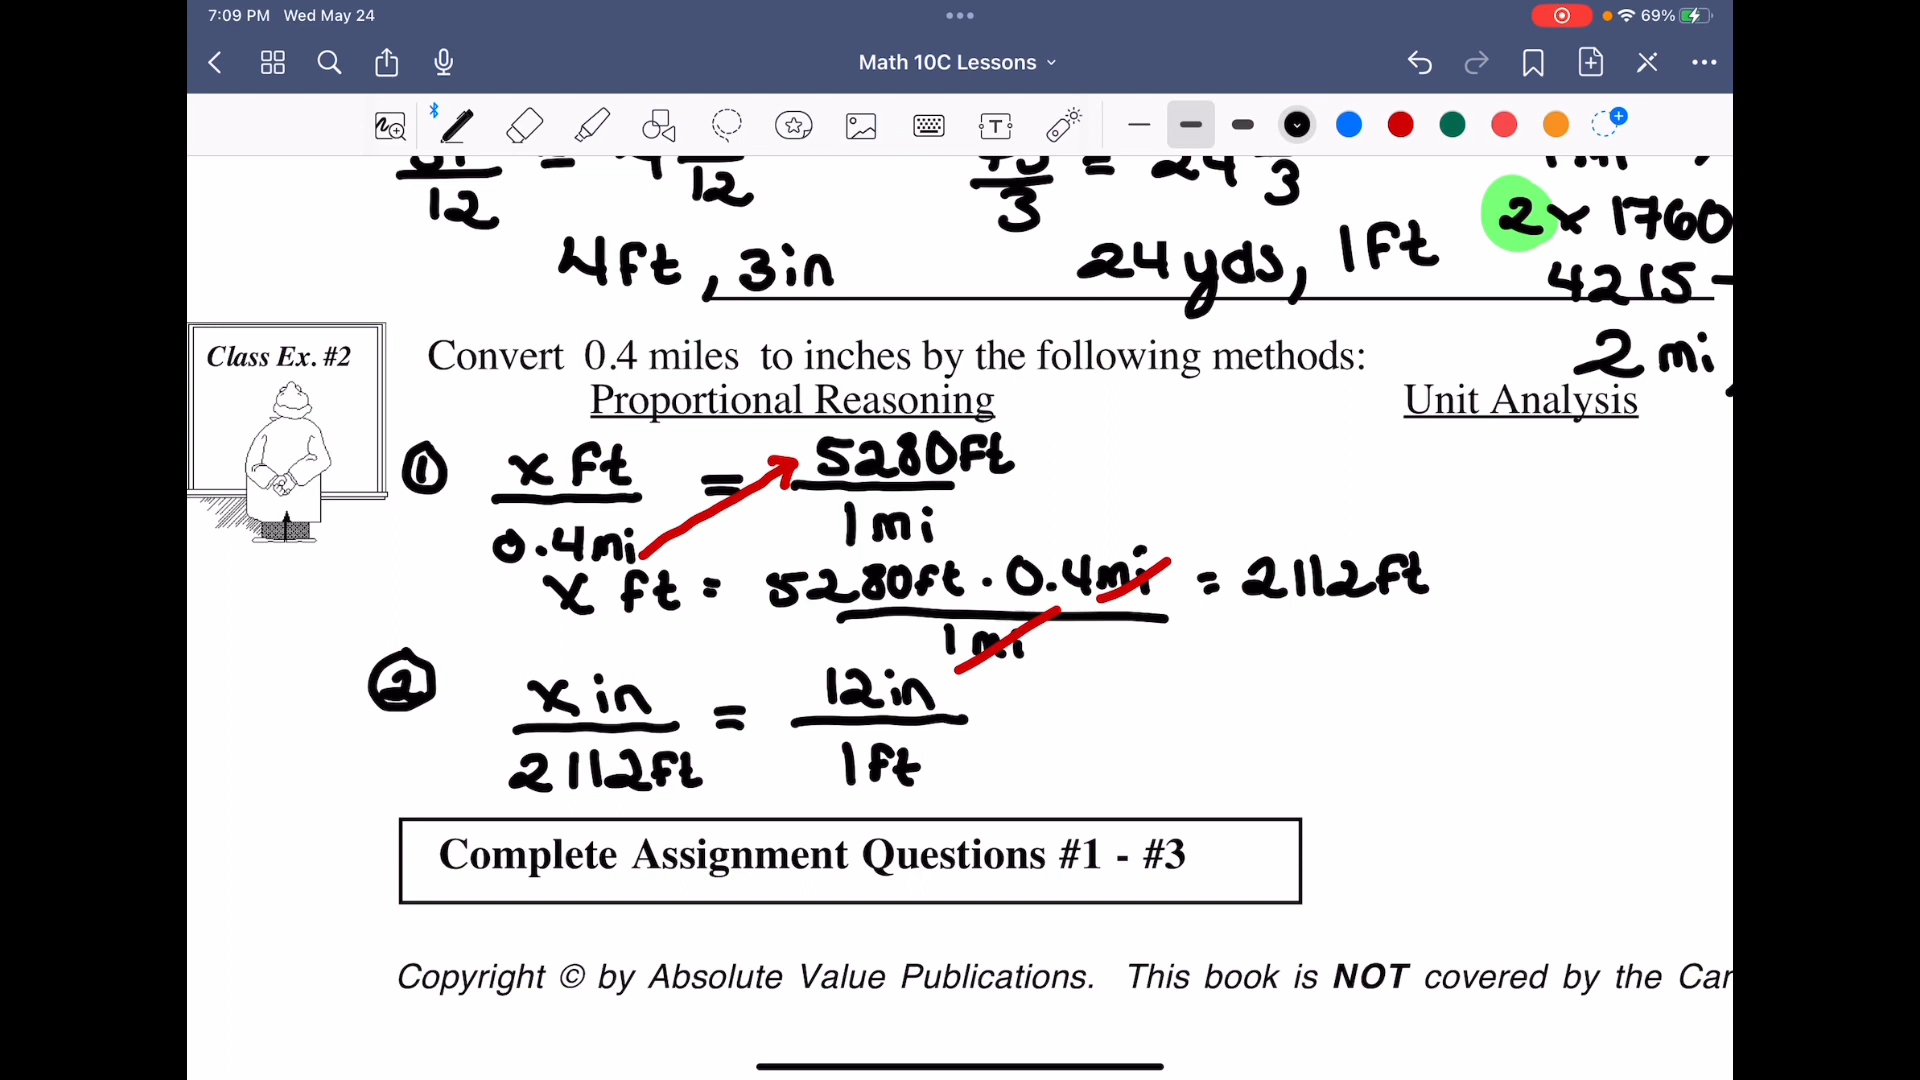 7:09 PM Wed May 24
69%
Math 10C Lessons
12 = 12
3 = 24 3
4ft, 3in
24yds, 1ft
2 x 1760
4215 -
2 mi,
Class Ex. #2
Convert 0.4 miles to inches by the following methods:
Proportional Reasoning
Unit Analysis
① x ft / 0.4mi = 5280ft / 1mi
x ft = 5280ft · 0.4mi / 1mi = 2112ft
② x in / 2112ft = 12in / 1ft
Complete Assignment Questions #1 - #3
Copyright © by Absolute Value Publications. This book is NOT covered by the